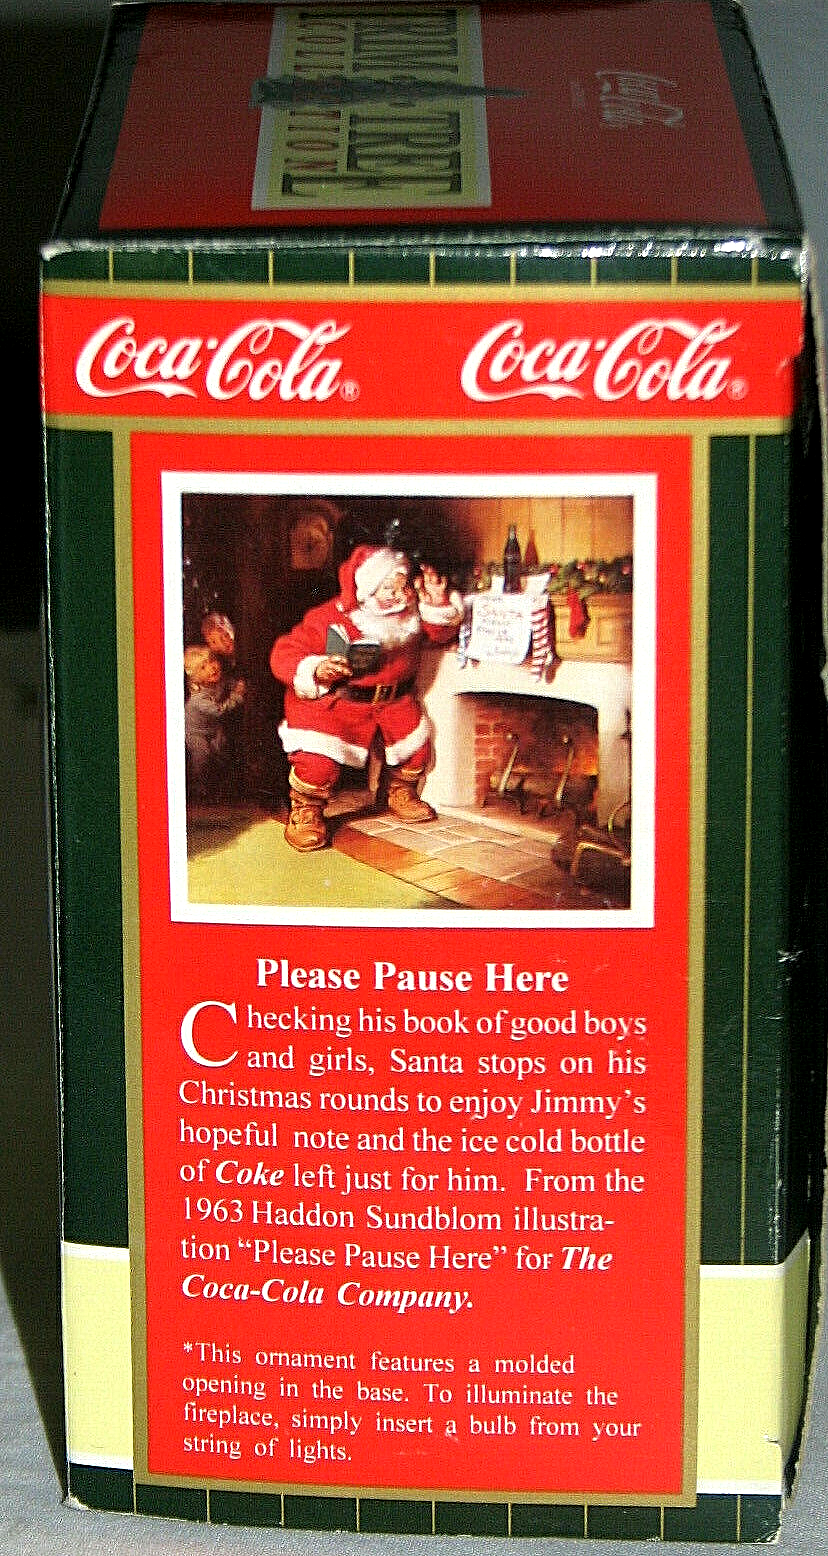 TRIM A TREE
COLLECTION
Coca-Cola® Coca-Cola®
Please Pause Here
Checking his book of good boys
and girls, Santa stops on his
Christmas rounds to enjoy Jimmy's
hopeful note and the ice cold bottle
of Coke left just for him. From the
1963 Haddon Sundblom illustra-
tion “Please Pause Here” for The
Coca-Cola Company.
*This ornament features a molded
opening in the base. To illuminate the
fireplace, simply insert a bulb from your
string of lights.